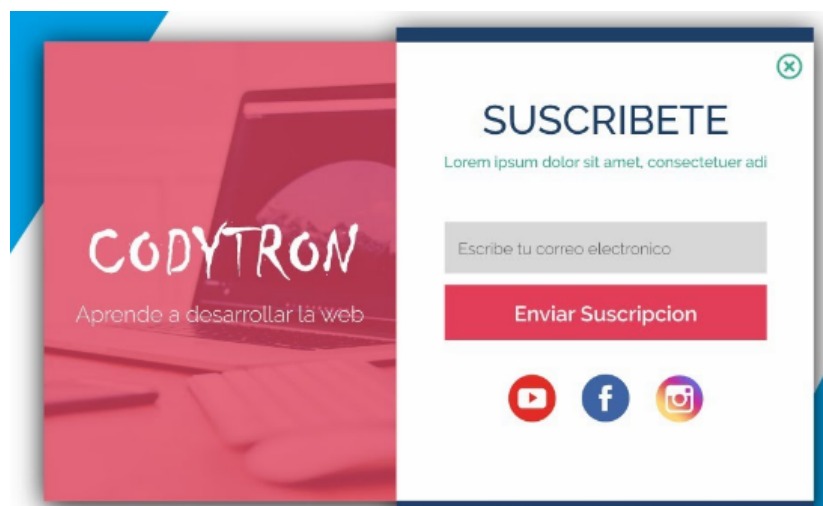 CODYTRON
Aprende a desarrollar la web
SUSCRIBETE
Lorem ipsum dolor sit amet, consectetuer adi
Escribe tu correo electronico
Enviar Suscripcion